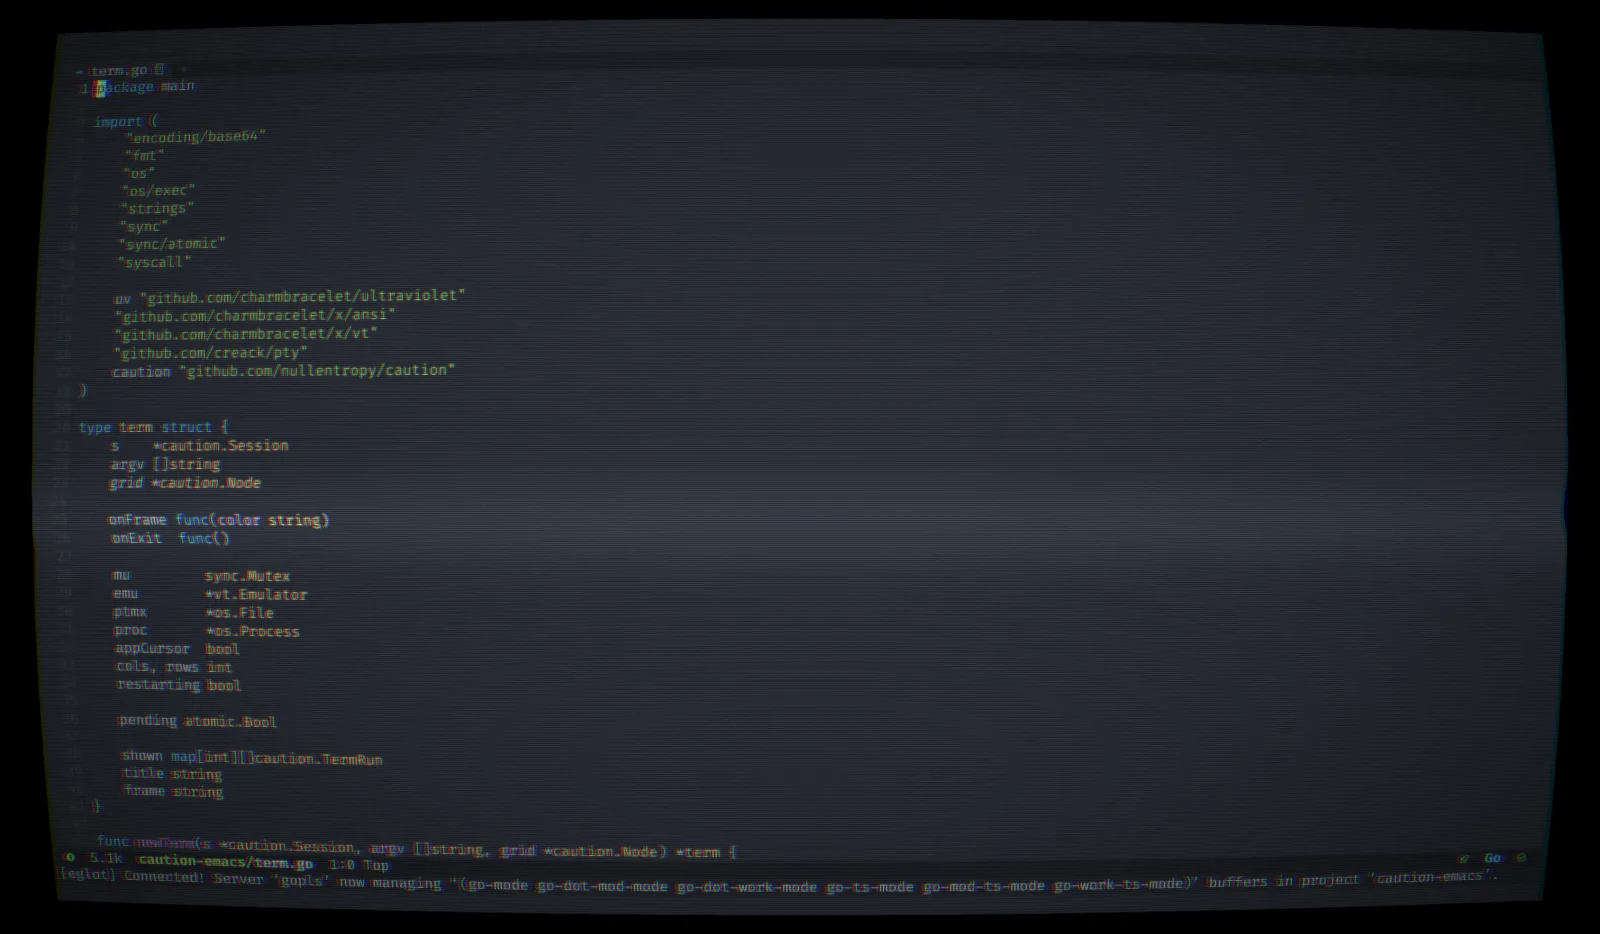 term.go
1 package main
import (
"encoding/base64"
"fmt"
"os"
"os/exec"
"strings"
"sync"
"sync/atomic"
"syscall"
uv "github.com/charmbracelet/ultraviolet"
"github.com/charmbracelet/x/ansi"
"github.com/charmbracelet/x/vt"
"github.com/creack/pty"
caution "github.com/nullentropy/caution"
)
type term struct {
s *caution.Session
argv []string
grid *caution.Node
onFrame func(color string)
onExit func()
mu sync.Mutex
emu *vt.Emulator
ptmx *os.File
proc *os.Process
appCursor bool
cols, rows int
restarting bool
pending atomic.Bool
shown map[int][]caution.TermRun
title string
frame string
}
func newTerm(s *caution.Session, argv []string, grid *caution.Node) *term {
5.1k caution-emacs/term.go 1:0 Top Go
[eglot] Connected! Server ‘gopls’ now managing ‘(go-mode go-dot-mod-mode go-dot-work-mode go-ts-mode go-mod-ts-mode go-work-ts-mode)’ buffers in project ‘caution-emacs’.